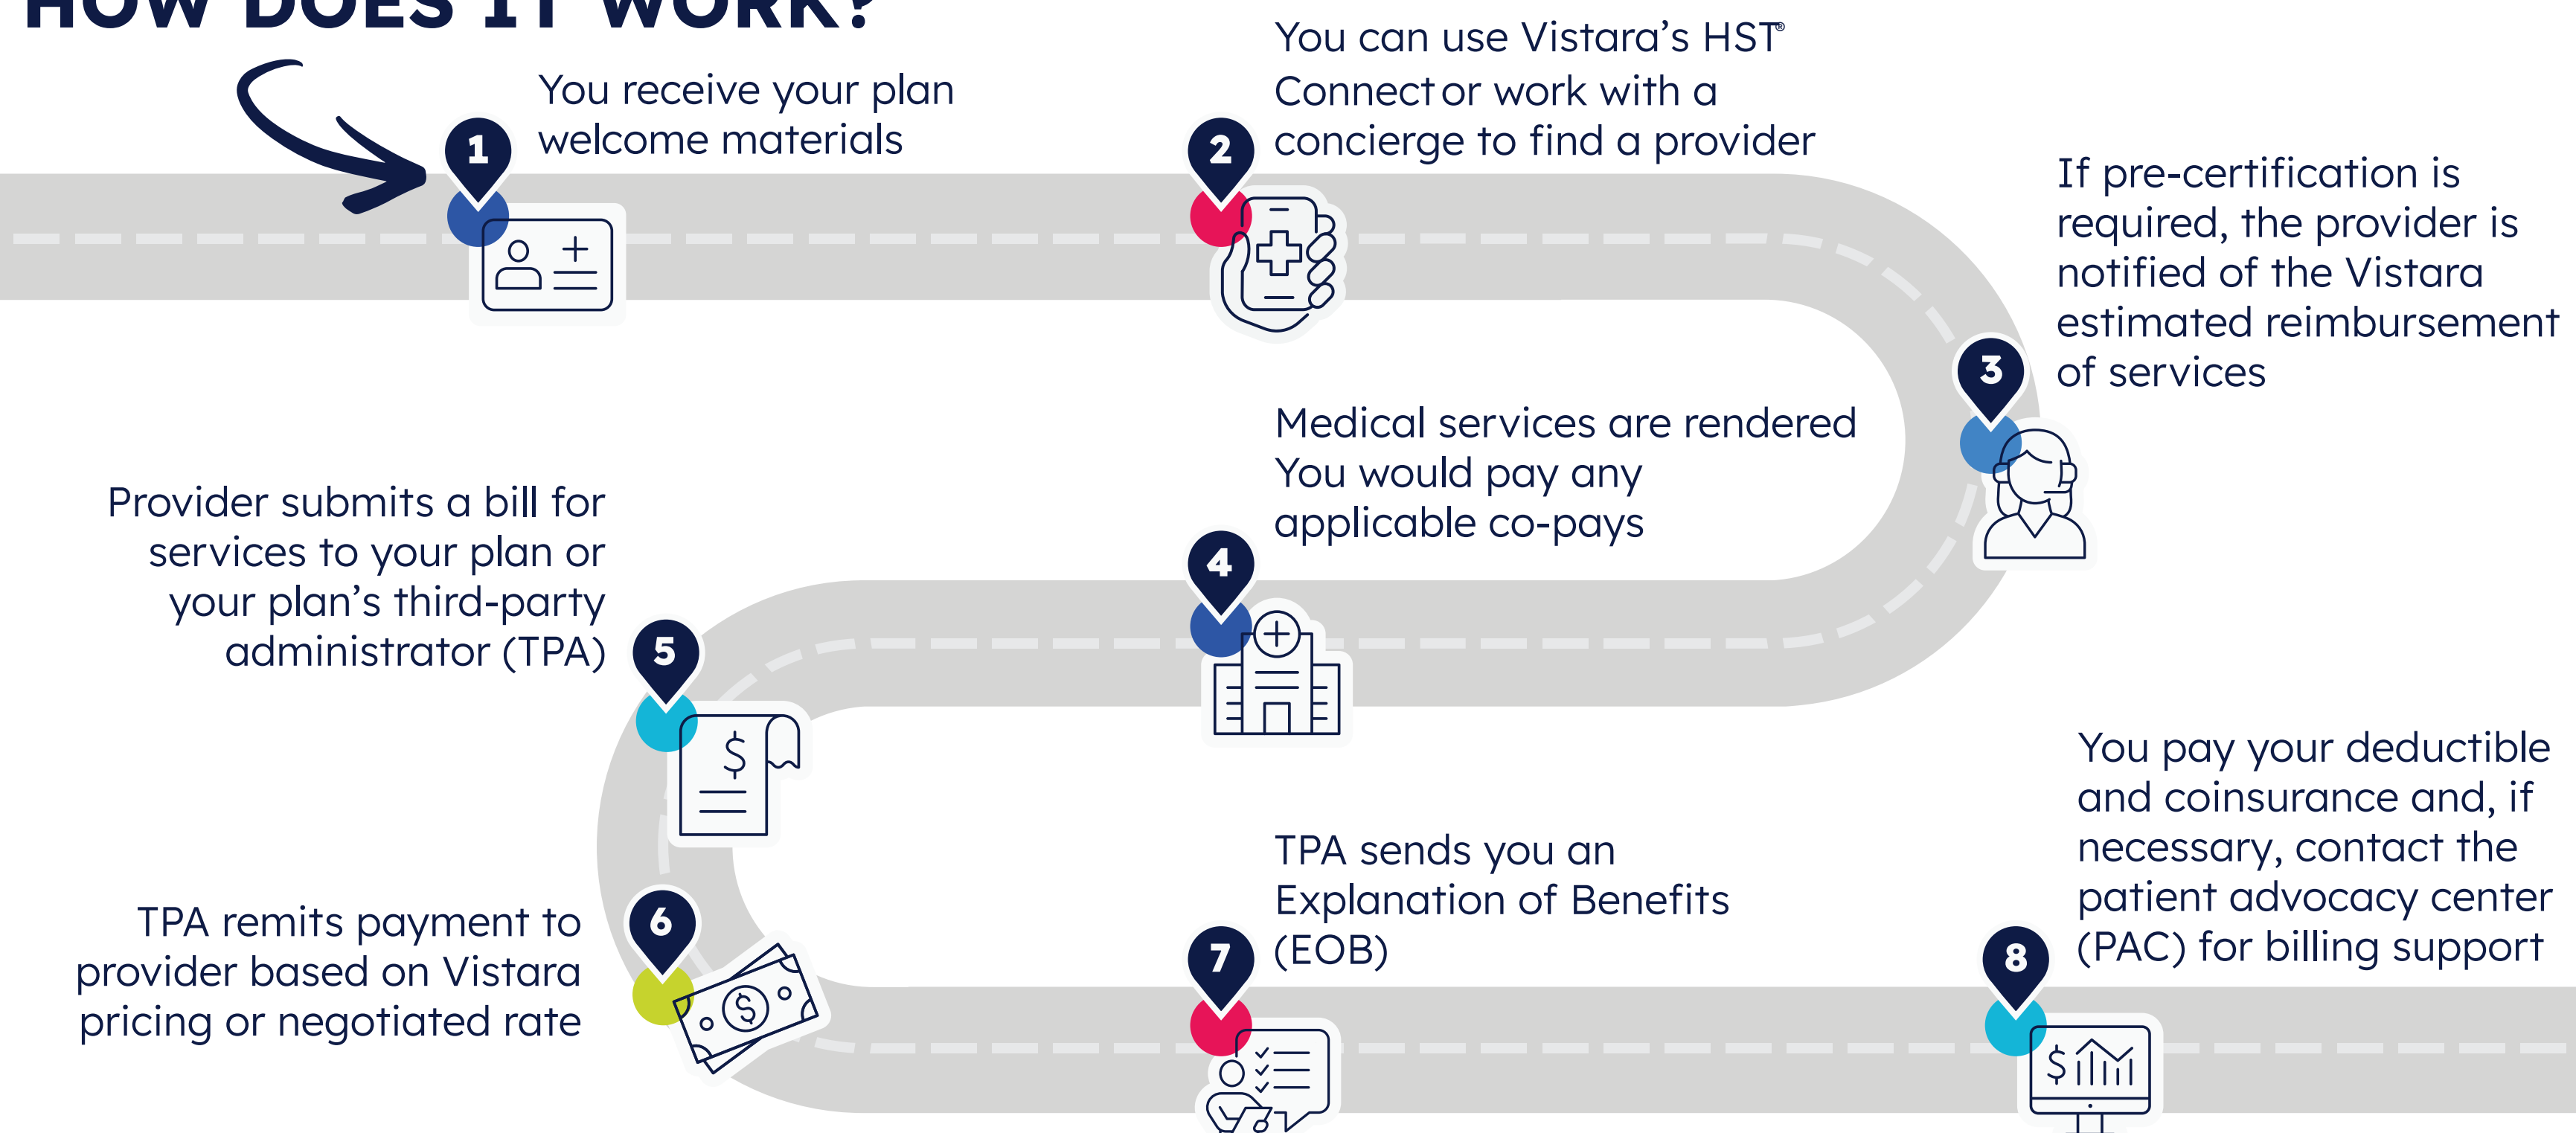 HOW DOES IT WORK?
1
You receive your plan
welcome materials
2
You can use Vistara’s HST®
Connect or work with a
concierge to find a provider
3
If pre-certification is
required, the provider is
notified of the Vistara
estimated reimbursement
of services
4
Medical services are rendered
You would pay any
applicable co-pays
5
Provider submits a bill for
services to your plan or
your plan’s third-party
administrator (TPA)
$
6
TPA remits payment to
provider based on Vistara
pricing or negotiated rate
$
7
TPA sends you an
Explanation of Benefits
(EOB)
8
You pay your deductible
and coinsurance and, if
necessary, contact the
patient advocacy center
(PAC) for billing support
$